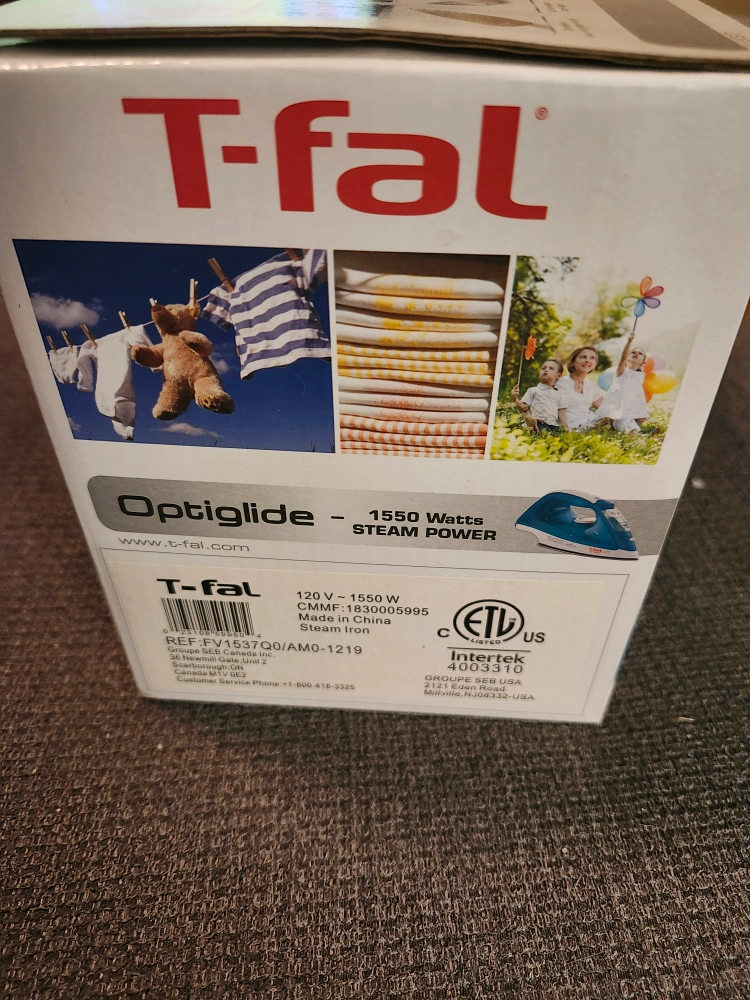 T-fal®
Optiglide - 1550 Watts
STEAM POWER
www.t-fal.com
T-fal
120 V ~ 1550 W
CMMF:1830005995
Made in China
Steam Iron
REF:FV1537Q0/AM0-1219
Groupe SEB Canada Inc.
36 Newmill Gate,Unit 2
Scarborough,ON
Canada M1V 0E2
Customer Service Phone:+1-800-418-3325
C ETL US
LISTED
Intertek
4003310
GROUPE SEB USA
2121 Eden Road
Millville,NJ08332-USA